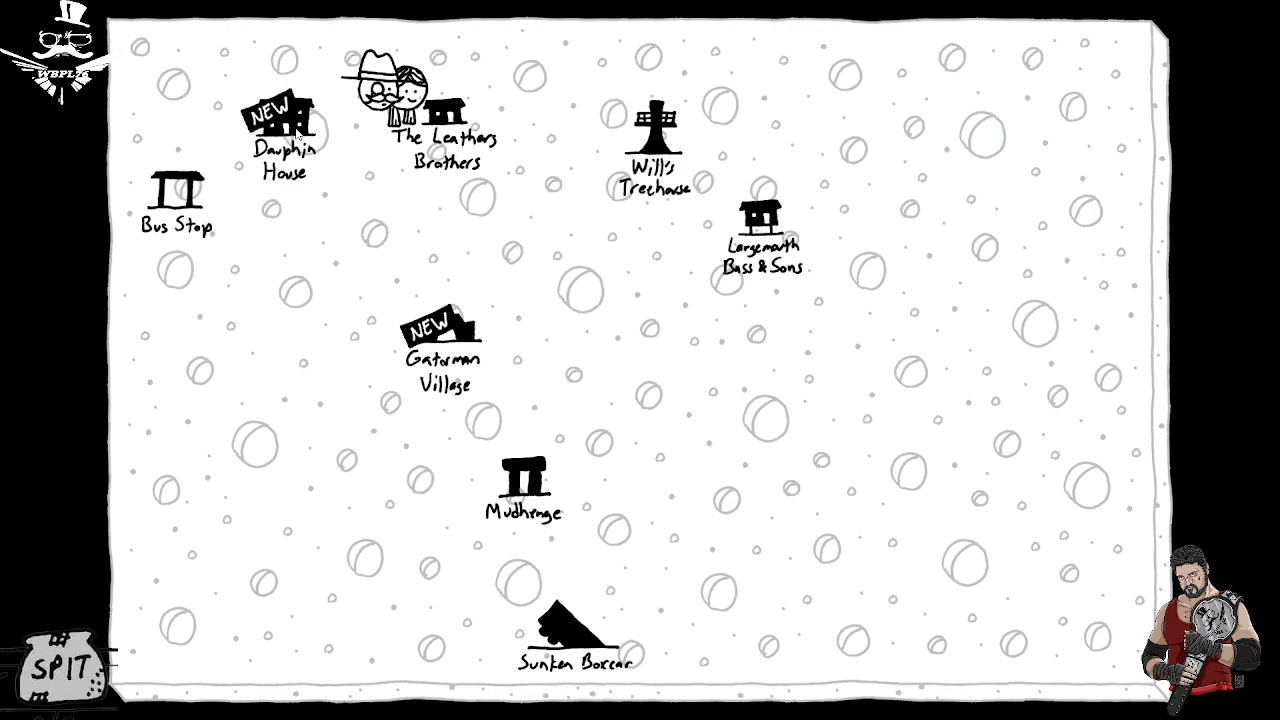 WBPL76
NEW
Dauphin
House
The Leathers
Brothers
Will's
Treehouse
Bus Stop
Largemouth
Bass & Sons
NEW
Gatorman
Village
Mudhenge
Sunken Boxcar
SPIT